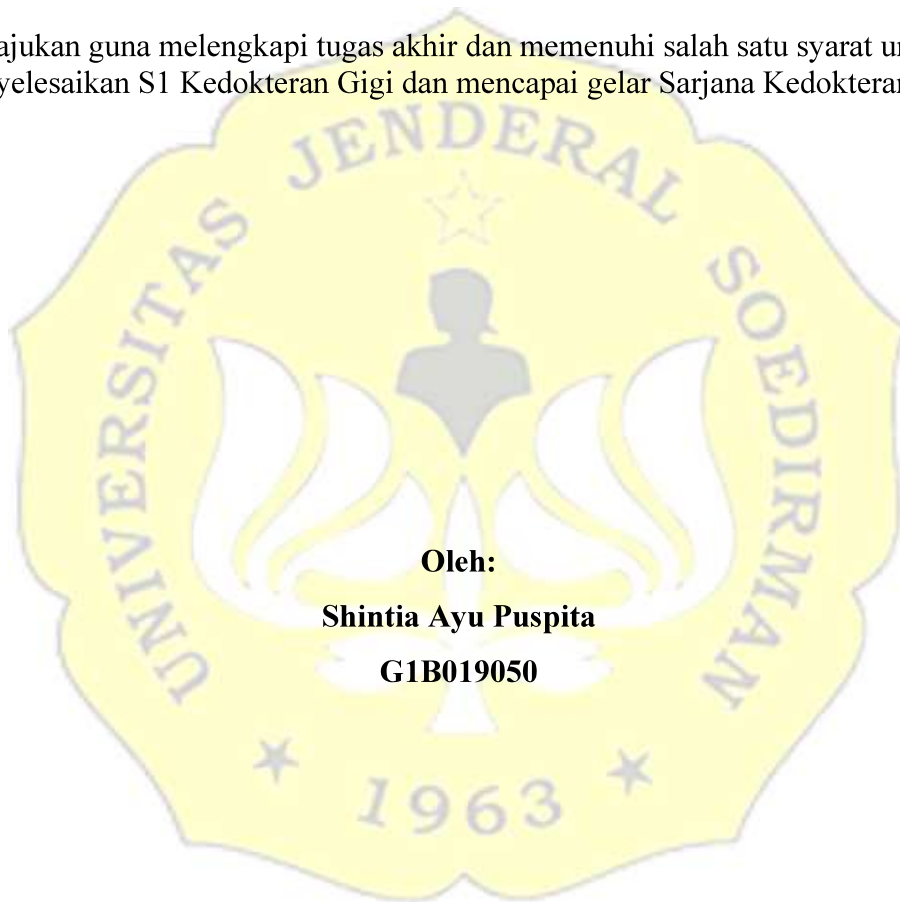 ajukan guna melengkapi tugas akhir dan memenuhi salah satu syarat
yelesaikan S1 Kedokteran Gigi dan mencapai gelar Sarjana Kedokteran
UNIVERSITAS JENDERAL SOEDIRMAN
Oleh:
Shintia Ayu Puspita
G1B019050
1963